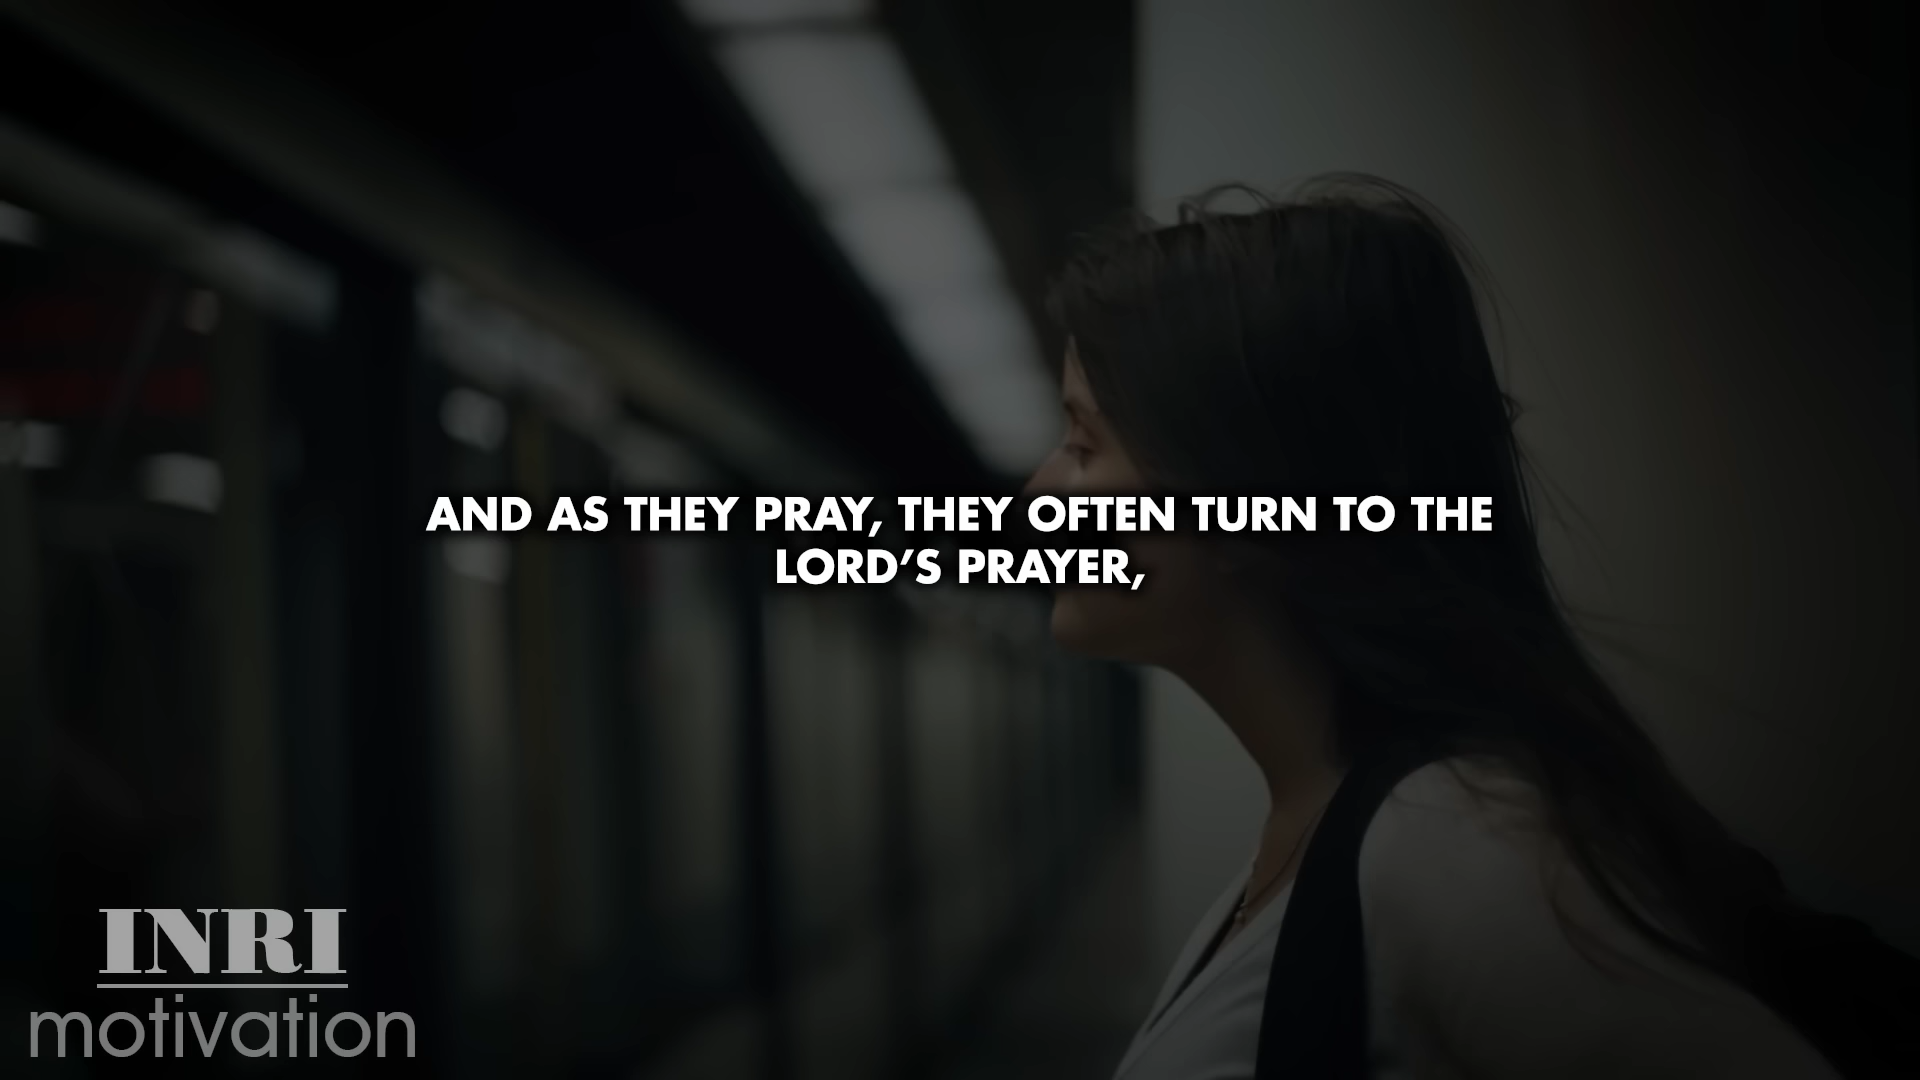 AND AS THEY PRAY, THEY OFTEN TURN TO THE
LORD’S PRAYER,
INRI
motivation